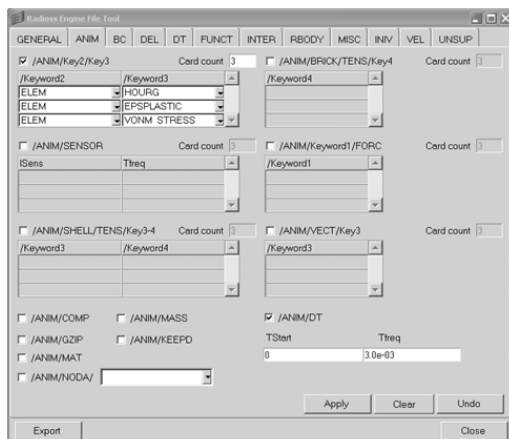 Radioss Engine File Tool
GENERAL ANIM BC DEL DT FUNCT INTER RBODY MISC INIV VEL UNSUP
/ANIM/Key2/Key3 Card count 3
/Keyword2 /Keyword3
ELEM HOURG
ELEM EPSPLASTIC
ELEM VONM STRESS
/ANIM/BRICK/TENS/Key4 Card count 3
/Keyword4
/ANIM/SENSOR Card count 3
ISens Tfreq
/ANIM/Keyword1/FORC Card count 3
/Keyword1
/ANIM/SHELL/TENS/Key3-4 Card count 3
/Keyword3 /Keyword4
/ANIM/VECT/Key3 Card count 3
/Keyword3
/ANIM/COMP /ANIM/MASS
/ANIM/GZIP /ANIM/KEEPD
/ANIM/MAT
/ANIM/NODA/
/ANIM/DT
TStart Tfreq
0 3.0e-03
Apply Clear Undo
Export Close